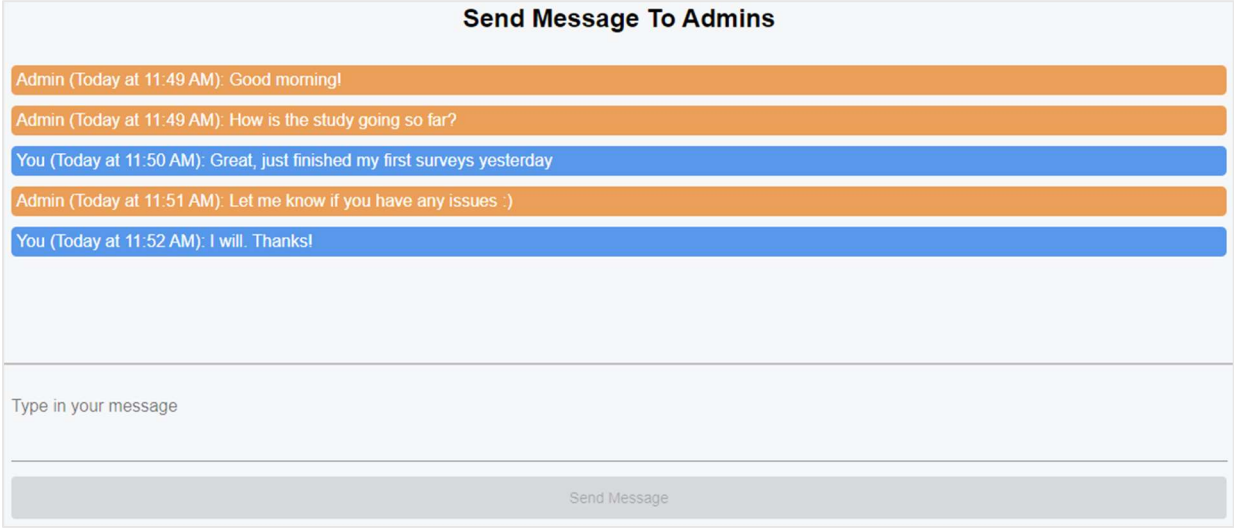 Send Message To Admins
Admin (Today at 11:49 AM): Good morning!
Admin (Today at 11:49 AM): How is the study going so far?
You (Today at 11:50 AM): Great, just finished my first surveys yesterday
Admin (Today at 11:51 AM): Let me know if you have any issues :)
You (Today at 11:52 AM): I will. Thanks!
Type in your message
Send Message